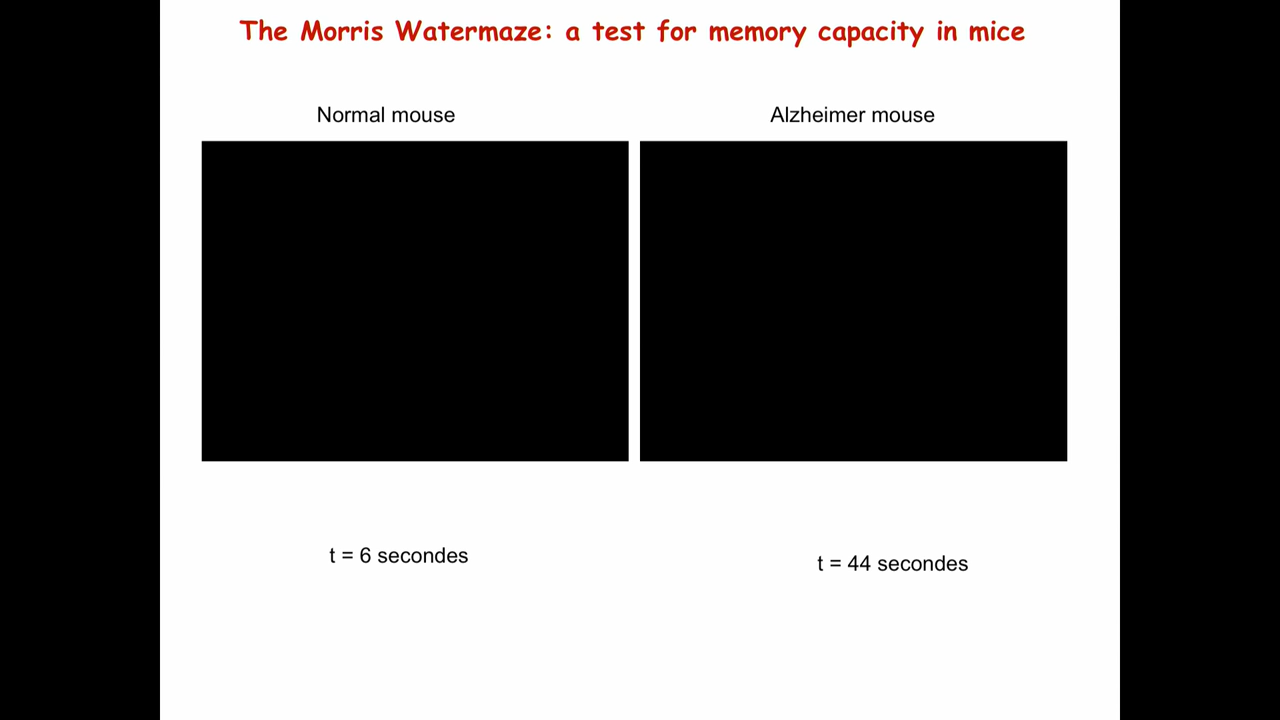 The Morris Watermaze: a test for memory capacity in mice
Normal mouse
Alzheimer mouse
t = 6 secondes
t = 44 secondes